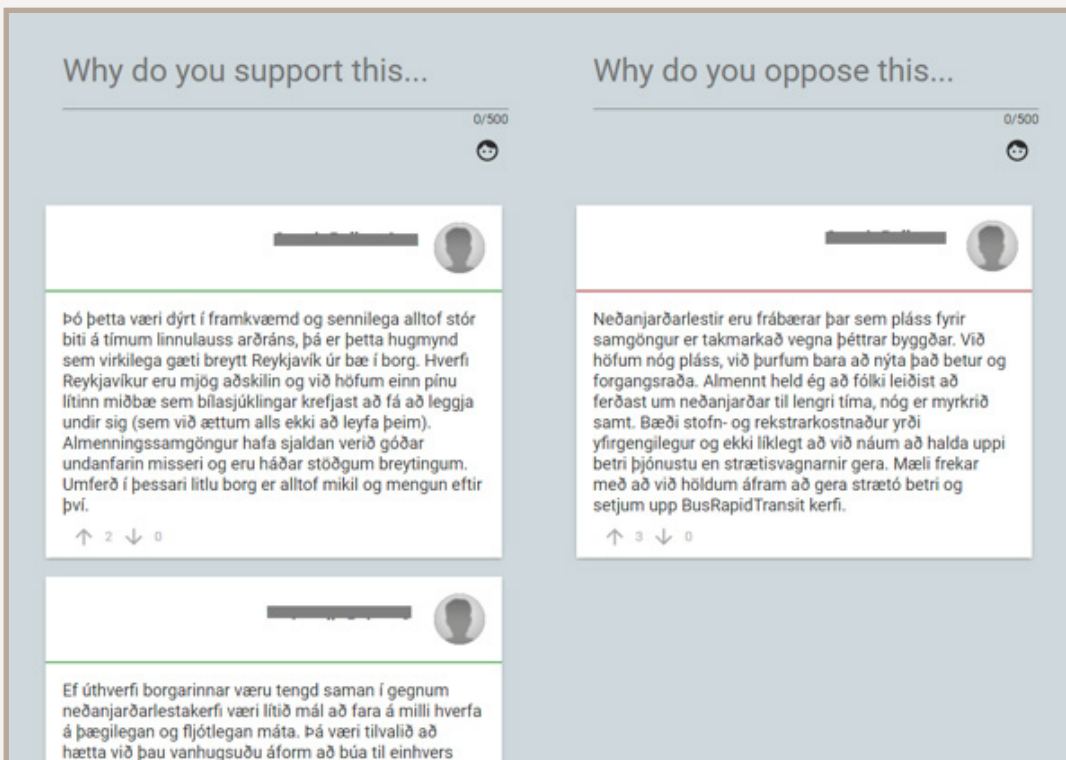 Why do you support this...
0/500
Þó þetta væri dýrt í framkvæmd og sennilega alltof stór
biti á tímum linnulauss arðráns, þá er þetta hugmynd
sem virkilega gæti breytt Reykjavík úr bæ í borg. Hverfi
Reykjavíkur eru mjög aðskilin og við höfum einn pínu
lítinn miðbæ sem bílasjúklingar krefjast að fá að leggja
undir sig (sem við ættum alls ekki að leyfa þeim).
Almenningssamgöngur hafa sjaldan verið góðar
undanfarin misseri og eru háðar stöðgum breytingum.
Umferð í þessari litlu borg er alltof mikil og mengun eftir
því.
2 0
Ef úthverfi borgarinnar væru tengd saman í gegnum
neðanjarðarlestakerfi væri lítið mál að fara á milli hverfa
á þægilegan og fljótlegan máta. Þá væri tilvalið að
hætta við þau vanhugsuðu áform að búa til einhvers
Why do you oppose this...
0/500
Neðanjarðarlestir eru frábærar þar sem pláss fyrir
samgöngur er takmarkað vegna þéttrar byggðar. Við
höfum nóg pláss, við þurfum bara að nýta það betur og
forgangsraða. Almennt held ég að fólki leiðist að
ferðast um neðanjarðar til lengri tíma, nóg er myrkrið
samt. Bæði stofn- og rekstrarkostnaður yrði
yfirgengilegur og ekki líklegt að við náum að halda uppi
betri þjónustu en strætisvagnarnir gera. Mæli frekar
með að við höldum áfram að gera strætó betri og
setjum upp BusRapidTransit kerfi.
3 0